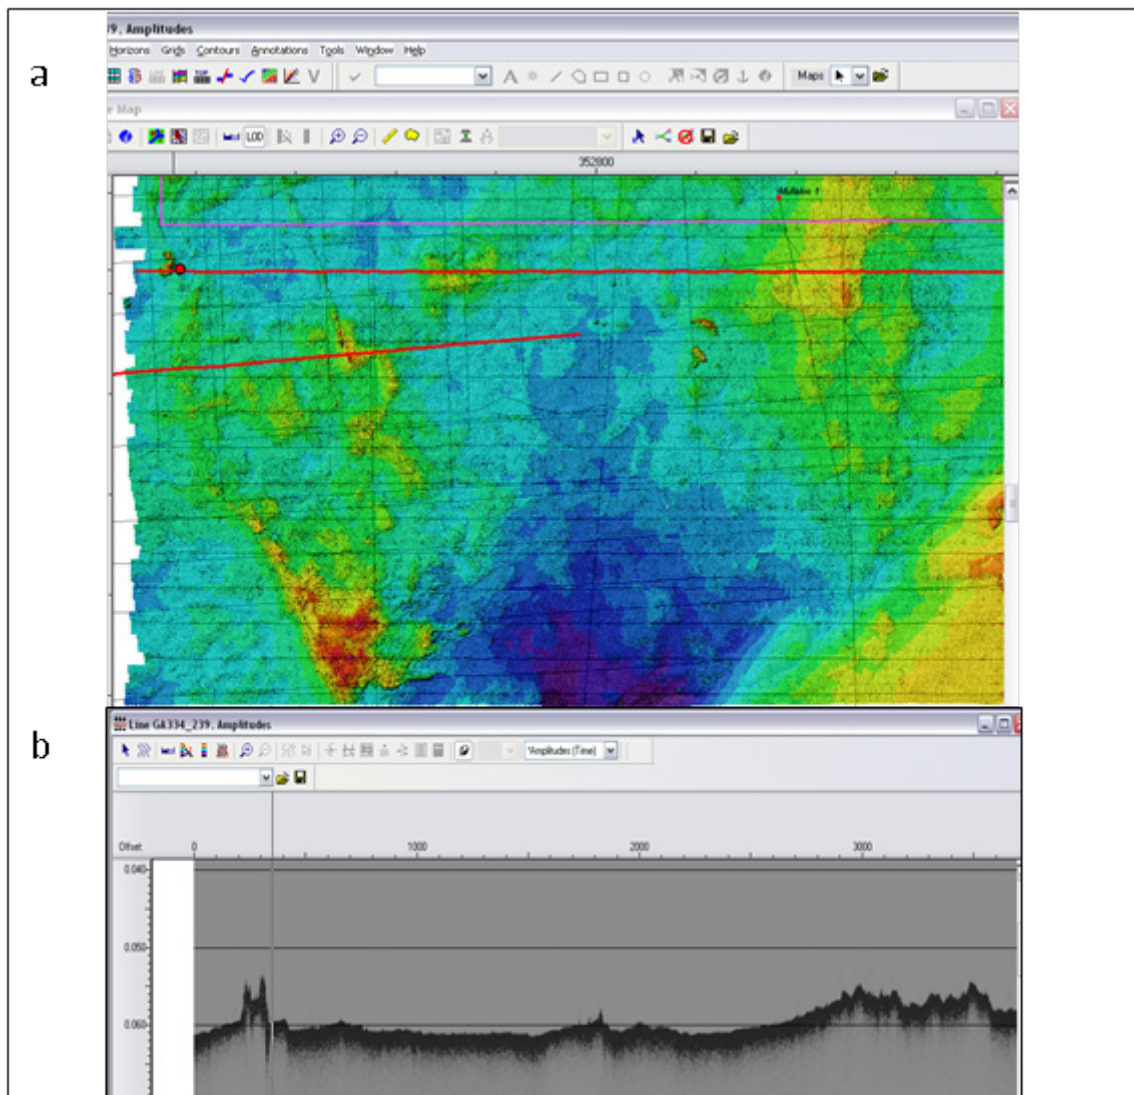 a
, Amplitudes
Horizons Grids Contours Annotations Tools Window Help
Maps
e Map
LOD
352800
b
Line GA334_239, Amplitudes
*Amplitudes (Time)
Offset 0 1000 2000 3000
0.040
0.050
0.060